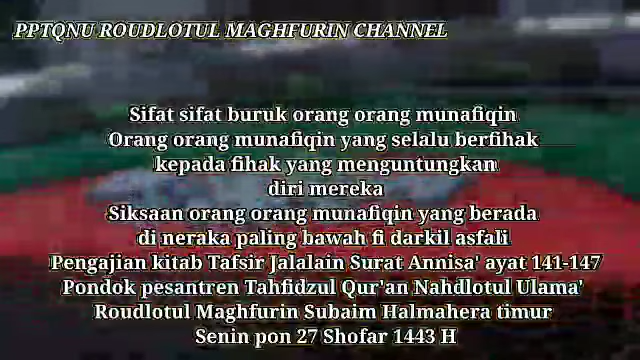 PPTQNU ROUDLOTUL MAGHFURIN CHANNEL
Sifat sifat buruk orang orang munafiqin
Orang orang munafiqin yang selalu berfihak
kepada fihak yang menguntungkan
diri mereka
Siksaan orang orang munafiqin yang berada
di neraka paling bawah fi darkil asfali
Pengajian kitab Tafsir Jalalain Surat Annisa' ayat 141-147
Pondok pesantren Tahfidzul Qur'an Nahdlotul Ulama'
Roudlotul Maghfurin Subaim Halmahera timur
Senin pon 27 Shofar 1443 H